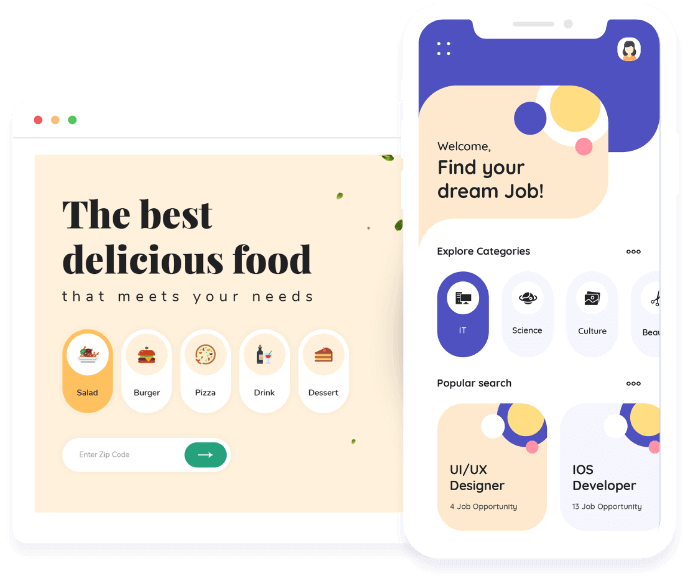 The best
delicious food
that meets your needs
Salad
Burger
Pizza
Drink
Dessert
Enter Zip Code
Welcome,
Find your
dream Job!
Explore Categories
IT
Science
Culture
Beau
Popular search
UI/UX
Designer
4 Job Opportunity
IOS
Developer
13 Job Opportunity